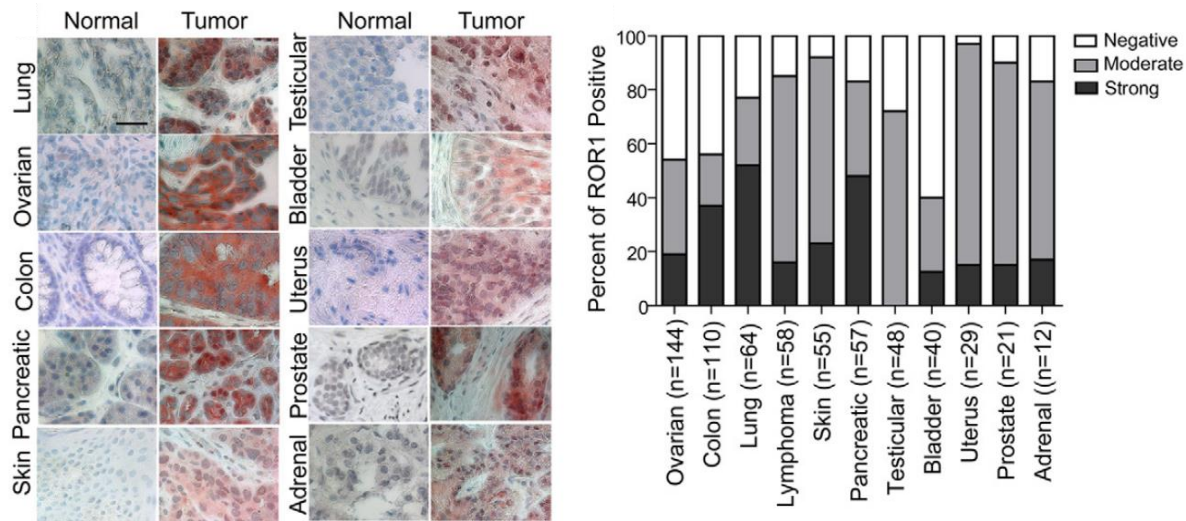 Normal Tumor
Lung
Ovarian
Colon
Pancreatic
Skin
Normal Tumor
Testicular
Bladder
Uterus
Prostate
Adrenal
Percent of ROR1 Positive
100
80
60
40
20
0
Negative
Moderate
Strong
Ovarian (n=144)
Colon (n=110)
Lung (n=64)
Lymphoma (n=58)
Skin (n=55)
Pancreatic (n=57)
Testicular (n=48)
Bladder (n=40)
Uterus (n=29)
Prostate (n=21)
Adrenal ((n=12)